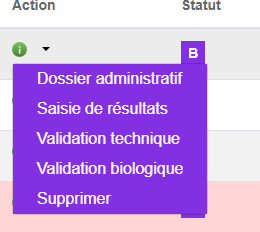 Action Statut
B
Dossier administratif
Saisie de résultats
Validation technique
Validation biologique
Supprimer